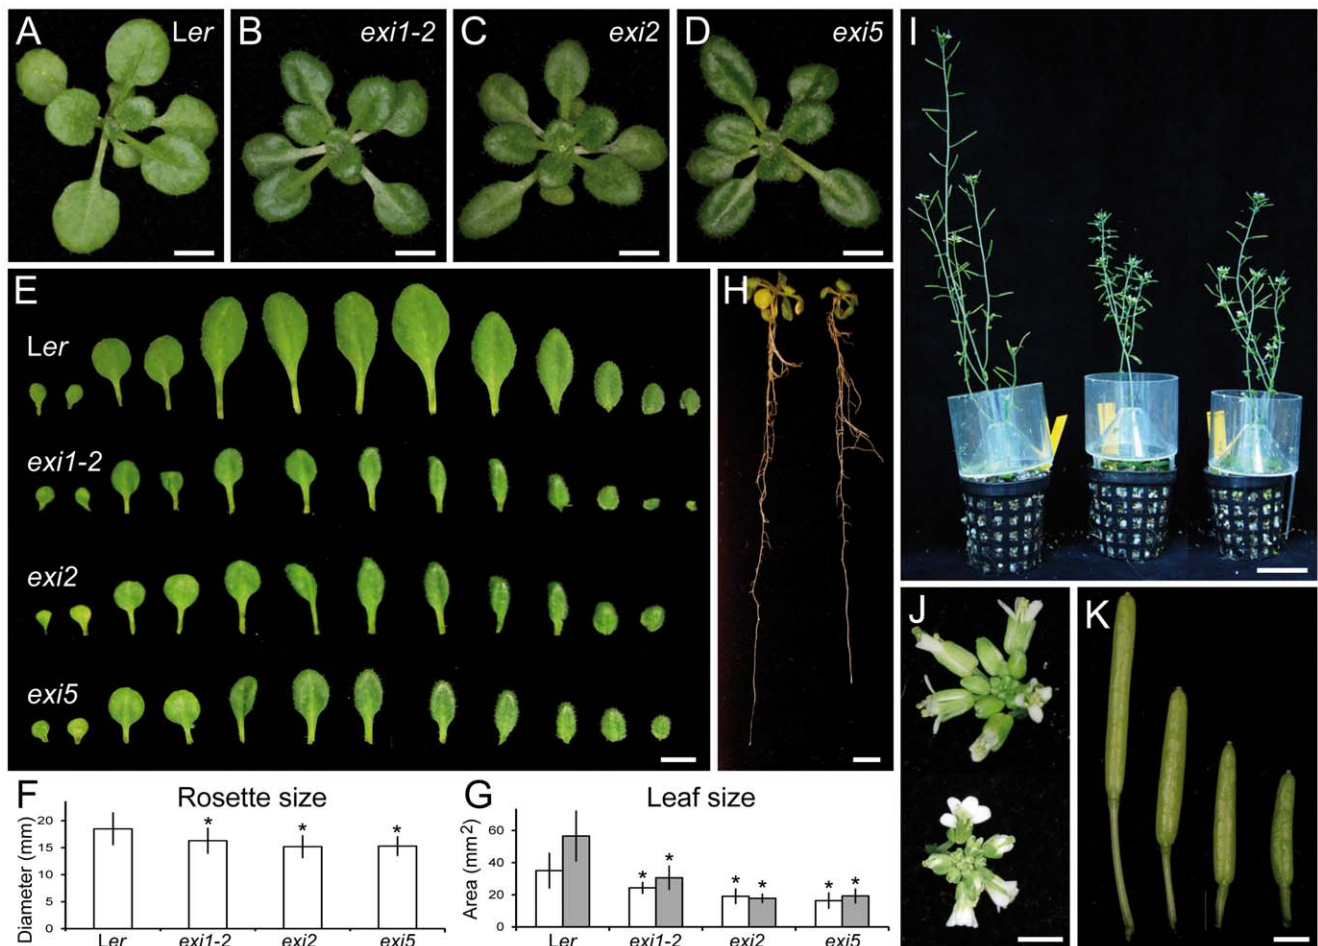 A
Ler
B
exi1-2
C
exi2
D
exi5
E
Ler
exi1-2
exi2
exi5
H
I
J
K
F
Rosette size
Diameter (mm)
20
15
10
5
0
*
*
*
Ler
exi1-2
exi2
exi5
G
Leaf size
Area (mm²)
60
40
20
0
* *
* *
* *
Ler
exi1-2
exi2
exi5